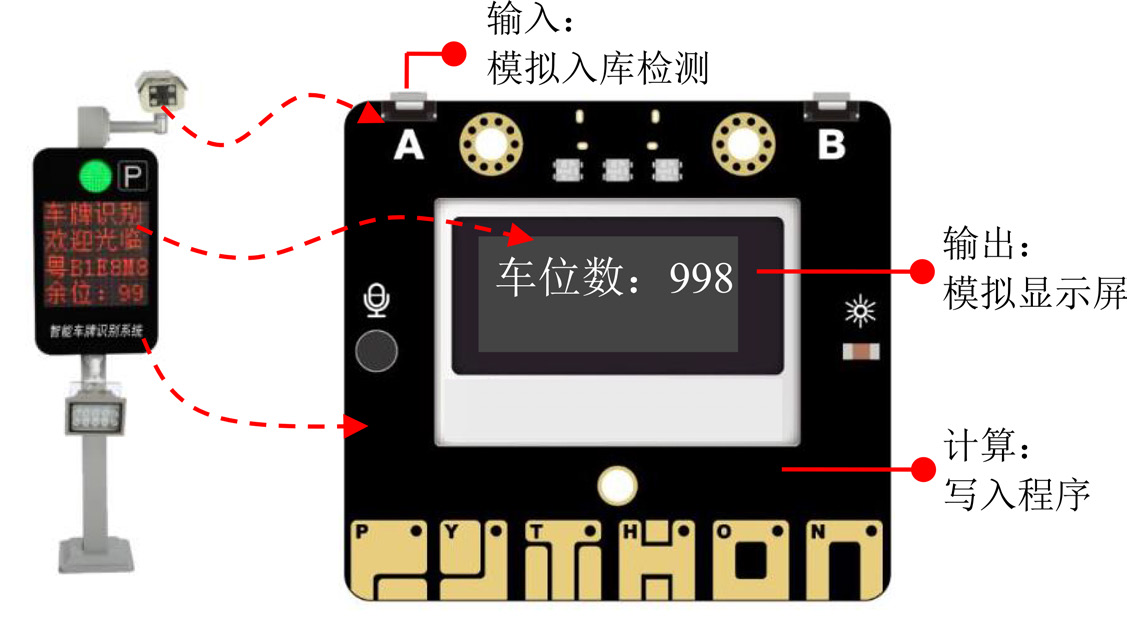 输入：
模拟入库检测
A
B
P
车牌识别
欢迎光临
粤B1E8M8
余位：99
智能车牌识别系统
车位数：998
输出：
模拟显示屏
计算：
写入程序
P Y T H O N